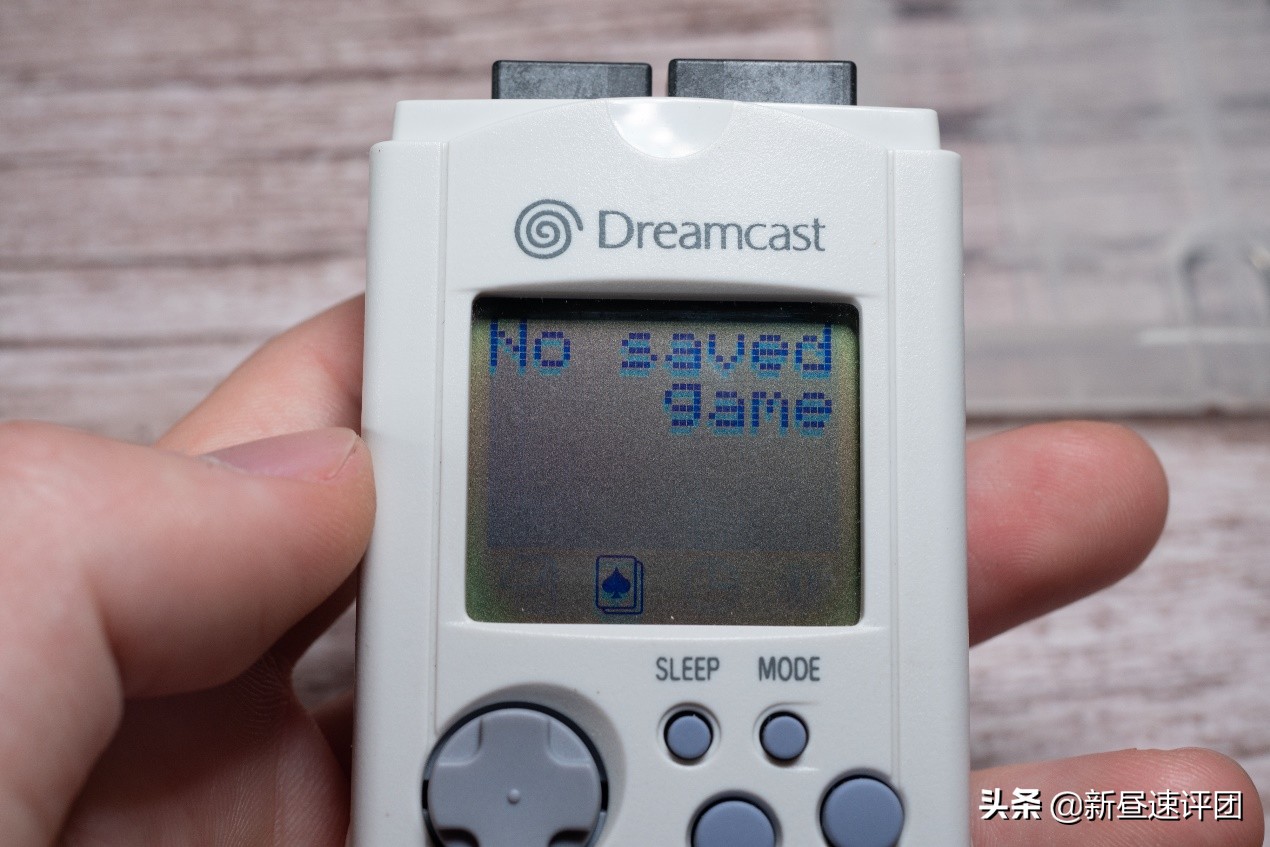 Dreamcast
No saved
game
SLEEP MODE
头条 @新昼速评团